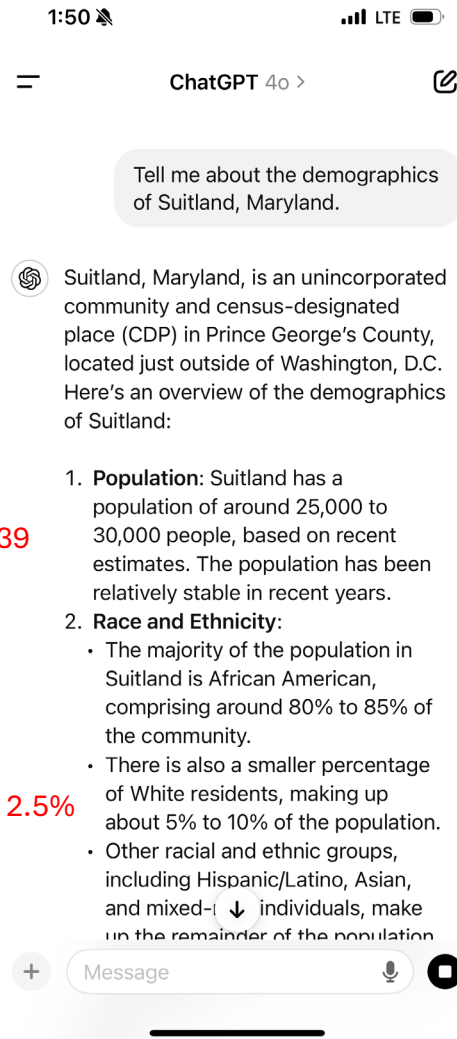 1:50 LTE
ChatGPT 4o >
Tell me about the demographics
of Suitland, Maryland.
Suitland, Maryland, is an unincorporated
community and census-designated
place (CDP) in Prince George's County,
located just outside of Washington, D.C.
Here's an overview of the demographics
of Suitland:
1. Population: Suitland has a
population of around 25,000 to
39
30,000 people, based on recent
estimates. The population has been
relatively stable in recent years.
2. Race and Ethnicity:
• The majority of the population in
Suitland is African American,
comprising around 80% to 85% of
the community.
• There is also a smaller percentage
2.5%
of White residents, making up
about 5% to 10% of the population.
• Other racial and ethnic groups,
including Hispanic/Latino, Asian,
and mixed- individuals, make
up the remainder of the population
Message